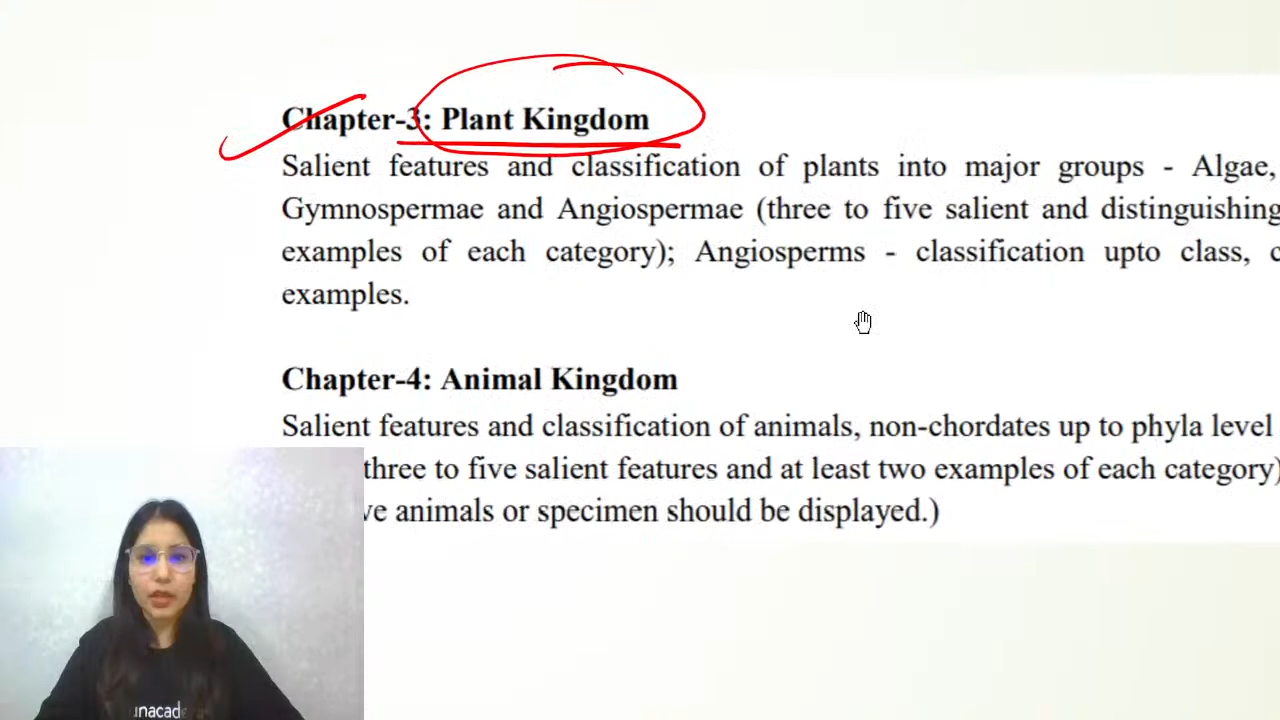 Chapter-3: Plant Kingdom
Salient features and classification of plants into major groups - Algae,
Gymnospermae and Angiospermae (three to five salient and distinguishing
examples of each category); Angiosperms - classification upto class, c
examples.
Chapter-4: Animal Kingdom
Salient features and classification of animals, non-chordates up to phyla level
three to five salient features and at least two examples of each category)
ve animals or specimen should be displayed.)
nacade